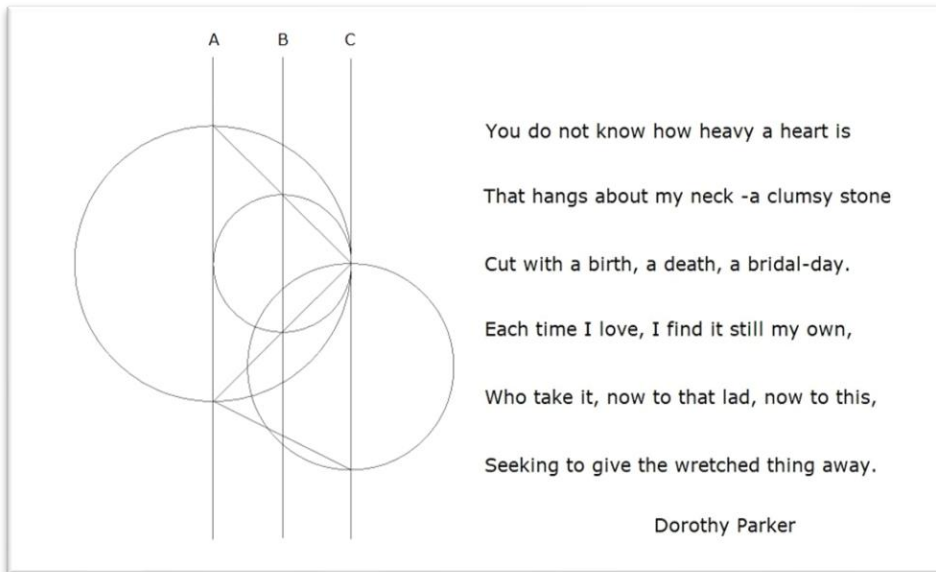 A B C
You do not know how heavy a heart is
That hangs about my neck -a clumsy stone
Cut with a birth, a death, a bridal-day.
Each time I love, I find it still my own,
Who take it, now to that lad, now to this,
Seeking to give the wretched thing away.
Dorothy Parker